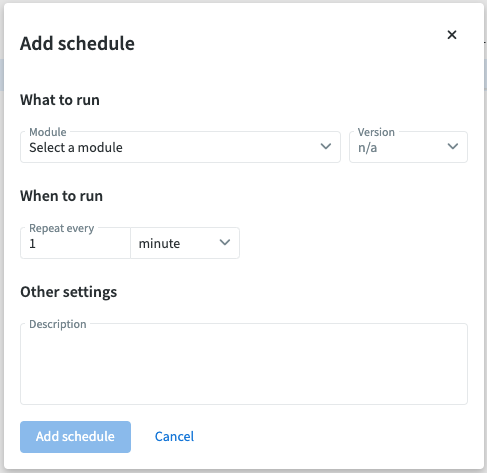 Add schedule
What to run
Module
Version
Select a module
n/a
When to run
Repeat every
1
minute
Other settings
Description
Add schedule
Cancel